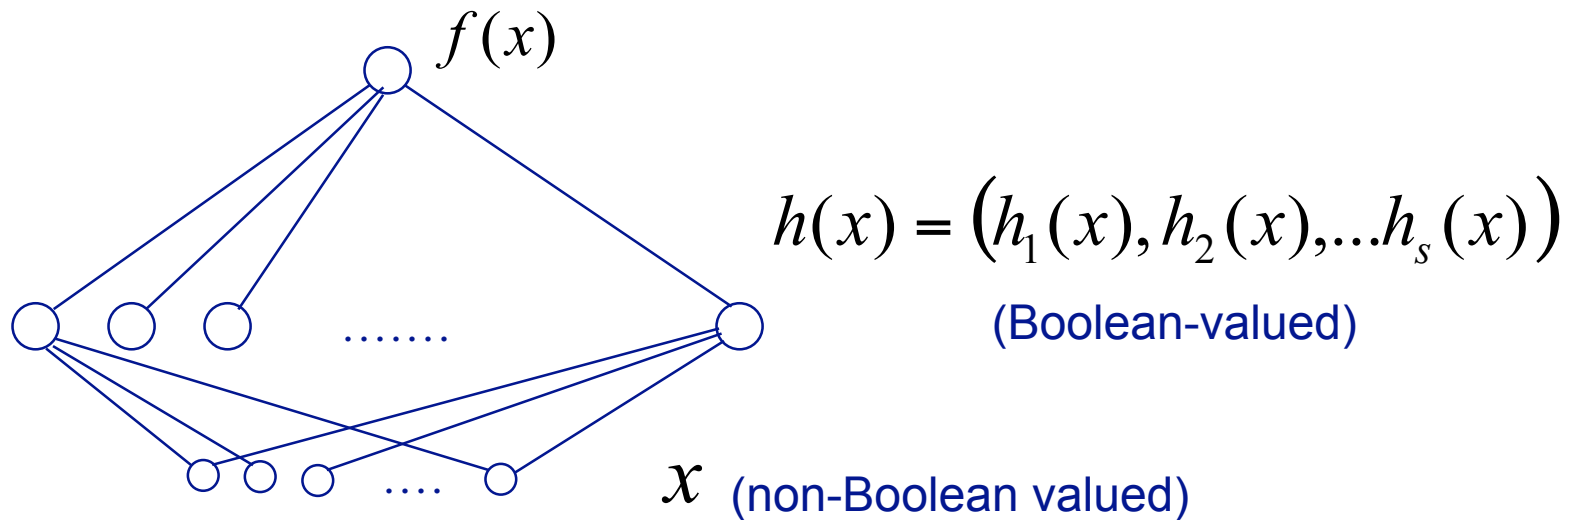 f(x)
h(x) = (h₁(x), h₂(x),...hₛ(x))
(Boolean-valued)
.......
....
x (non-Boolean valued)